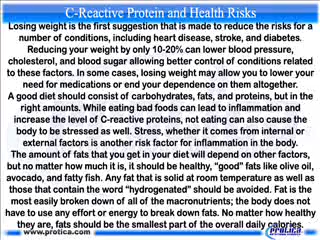 C-Reactive Protein and Health Risks
Losing weight is the first suggestion that is made to reduce the risks for a
number of conditions, including heart disease, stroke, and diabetes.
Reducing your weight by only 10-20% can lower blood pressure,
cholesterol, and blood sugar allowing better control of conditions related
to these factors. In some cases, losing weight may allow you to lower your
need for medications or end your dependence on them altogether.
A good diet should consist of carbohydrates, fats, and proteins, but in the
right amounts. While eating bad foods can lead to inflammation and
increase the level of C-reactive proteins, not eating can also cause the
body to be stressed as well. Stress, whether it comes from internal or
external factors is another risk factor for inflammation in the body.
The amount of fats that you get in your diet will depend on other factors,
but no matter how much it is, it should be healthy, “good” fats like olive oil,
avocado, and fatty fish. Any fat that is solid at room temperature as well as
those that contain the word “hydrogenated” should be avoided. Fat is the
most easily broken down of all of the macronutrients; the body does not
have to use any effort or energy to break down fats. No matter how healthy
they are, fats should be the smallest part of the overall daily calories.
www.protica.com
protica